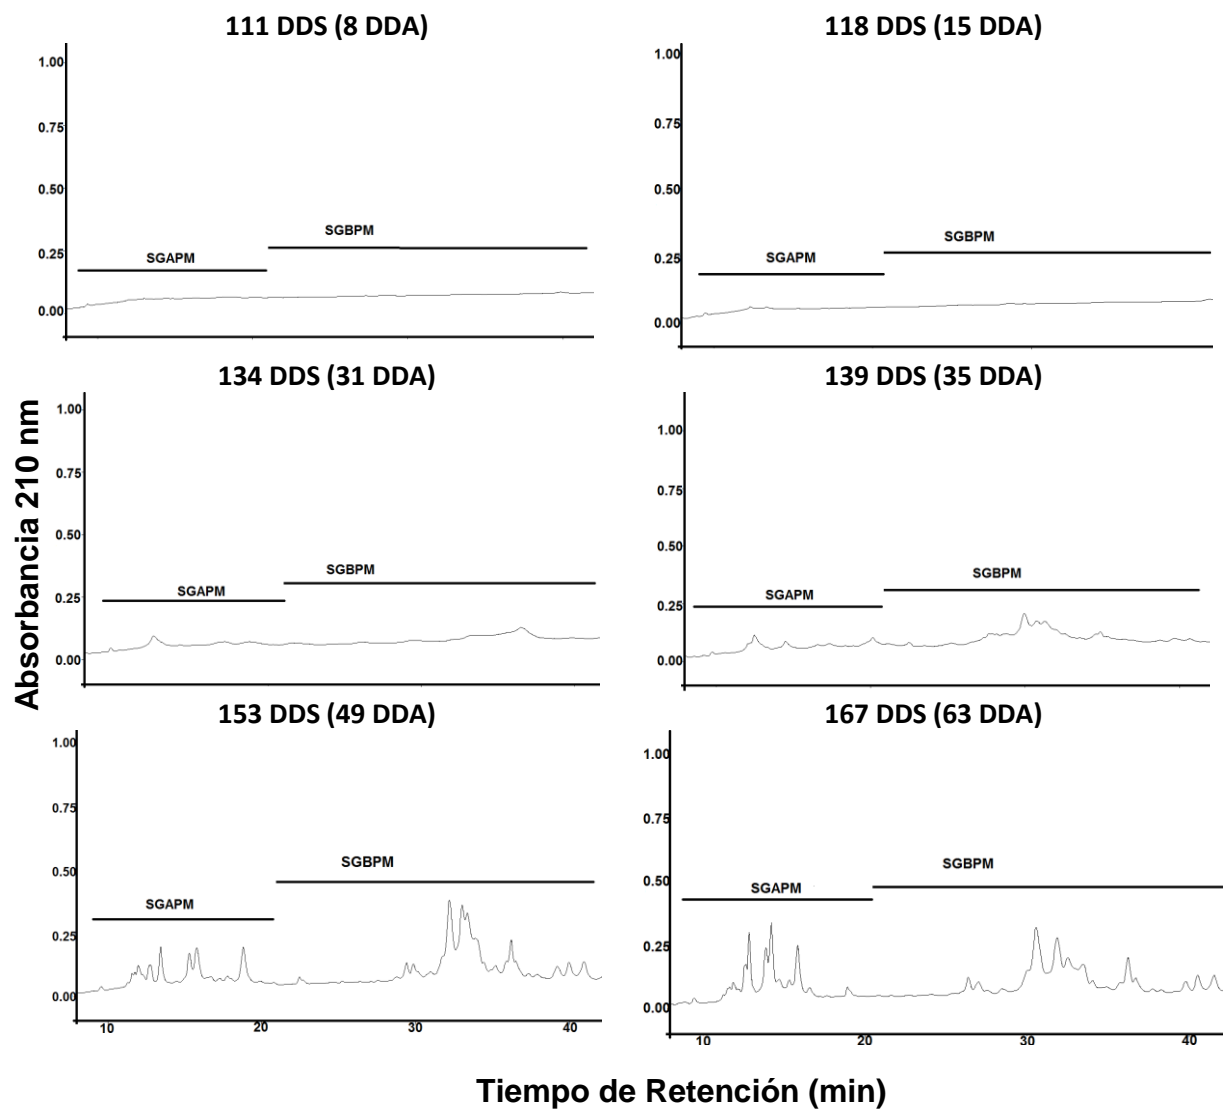 111 DDS (8 DDA)
1.00
0.75
0.50
0.25
0.00
SGAPM
SGBPM
118 DDS (15 DDA)
1.00
0.75
0.50
0.25
0.00
SGAPM
SGBPM
134 DDS (31 DDA)
1.00
0.75
0.50
0.25
0.00
SGAPM
SGBPM
139 DDS (35 DDA)
1.00
0.75
0.50
0.25
0.00
SGAPM
SGBPM
153 DDS (49 DDA)
1.00
0.75
0.50
0.25
0.00
SGAPM
SGBPM
10 20 30 40
167 DDS (63 DDA)
1.00
0.75
0.50
0.25
0.00
SGAPM
SGBPM
10 20 30 40
Absorbancia 210 nm
Tiempo de Retención (min)